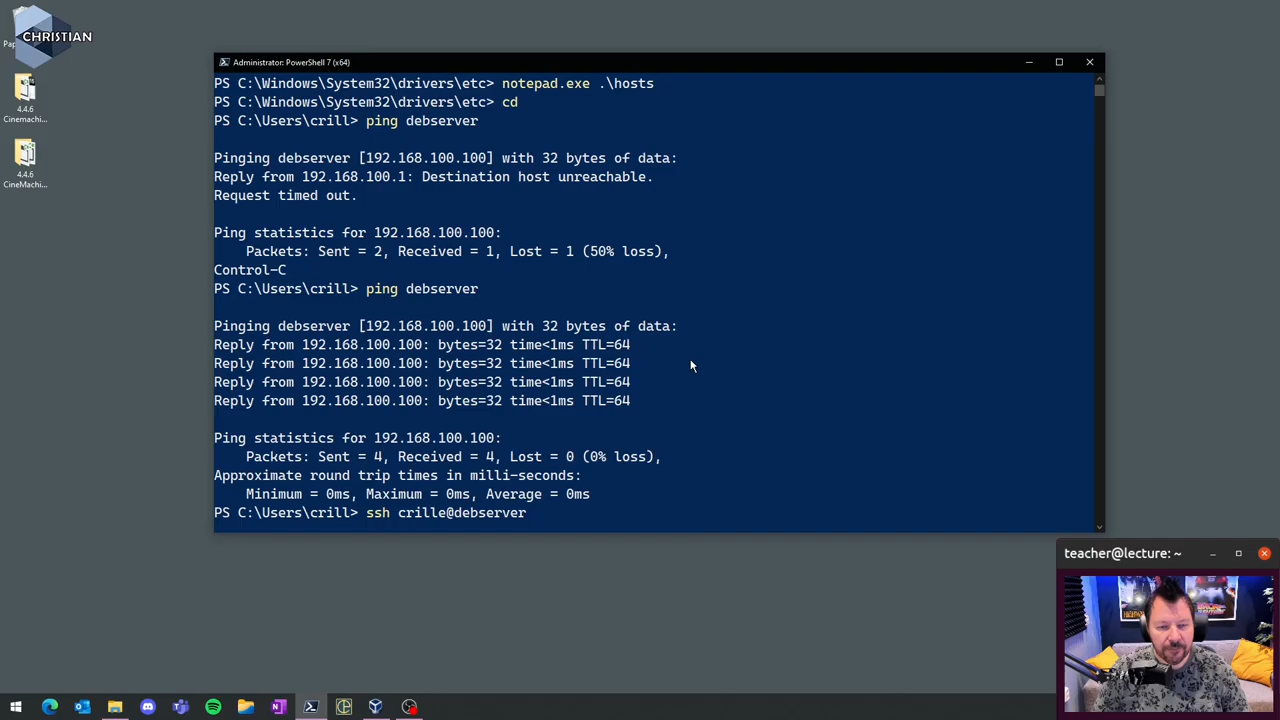 CHRISTIAN
Pap
4.4.6
Cinemachi...
4.4.6
CineMachi...
Administrator: PowerShell 7 (x64)
PS C:\Windows\System32\drivers\etc> notepad.exe .\hosts
PS C:\Windows\System32\drivers\etc> cd
PS C:\Users\crill> ping debserver
Pinging debserver [192.168.100.100] with 32 bytes of data:
Reply from 192.168.100.1: Destination host unreachable.
Request timed out.
Ping statistics for 192.168.100.100:
    Packets: Sent = 2, Received = 1, Lost = 1 (50% loss),
Control-C
PS C:\Users\crill> ping debserver
Pinging debserver [192.168.100.100] with 32 bytes of data:
Reply from 192.168.100.100: bytes=32 time<1ms TTL=64
Reply from 192.168.100.100: bytes=32 time<1ms TTL=64
Reply from 192.168.100.100: bytes=32 time<1ms TTL=64
Reply from 192.168.100.100: bytes=32 time<1ms TTL=64
Ping statistics for 192.168.100.100:
    Packets: Sent = 4, Received = 4, Lost = 0 (0% loss),
Approximate round trip times in milli-seconds:
    Minimum = 0ms, Maximum = 0ms, Average = 0ms
PS C:\Users\crill> ssh crille@debserver
teacher@lecture: ~